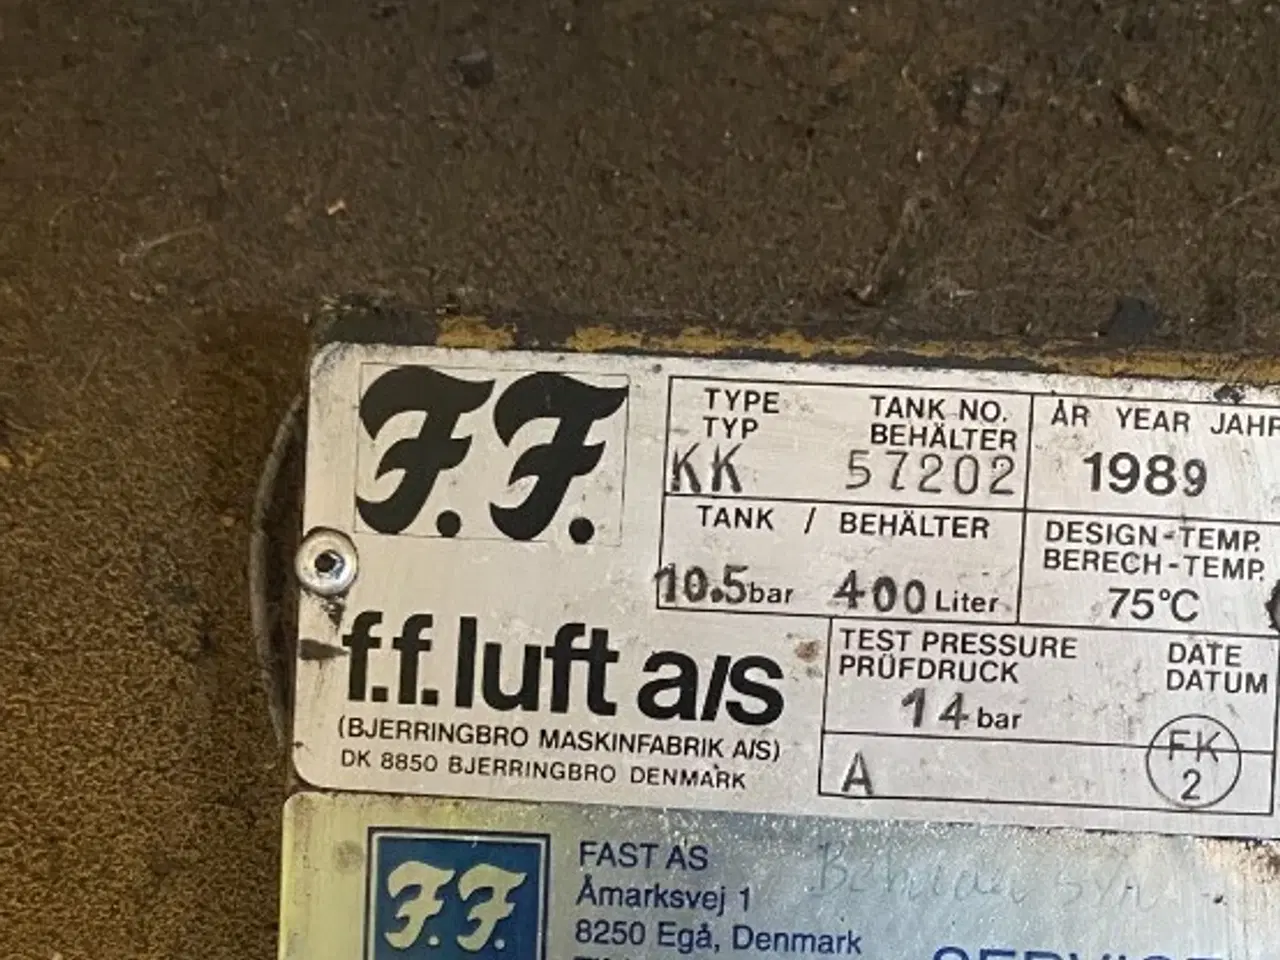 F.F.
TYPE TANK NO. ÅR YEAR JAHR
TYP BEHÄLTER
KK 57202 1989
TANK / BEHÄLTER DESIGN-TEMP.
BERECH-TEMP.
10.5bar 400 Liter 75°C
f.f. luft a/s
(BJERRINGBRO MASKINFABRIK A/S)
DK 8850 BJERRINGBRO DENMARK
TEST PRESSURE DATE
PRÜFDRUCK DATUM
14 bar
A FK
2
F.F.
FAST AS
Åmarksvej 1
8250 Egå, Denmark